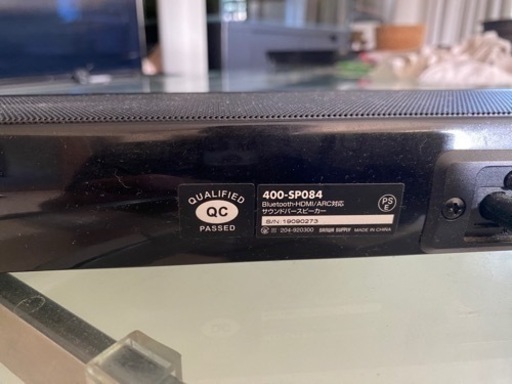 QUALIFIED
QC
PASSED
400-SP084
Bluetooth・HDMI/ARC対応
サウンドバースピーカー
S/N: 19090273
204-920300 SANWA SUPPLY MADE IN CHINA
PS
E